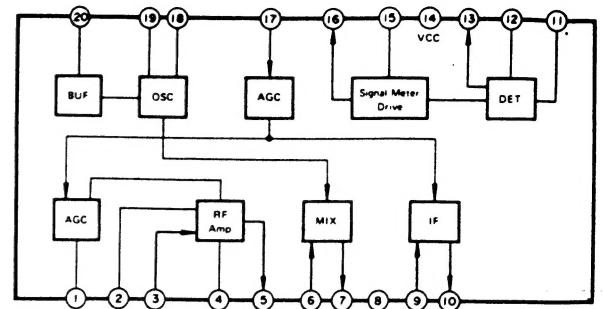 20 19 18 17 16 15 14 13 12 11
VCC
BUF OSC AGC Signal Meter Drive DET
AGC RF Amp MIX IF
1 2 3 4 5 6 7 8 9 10